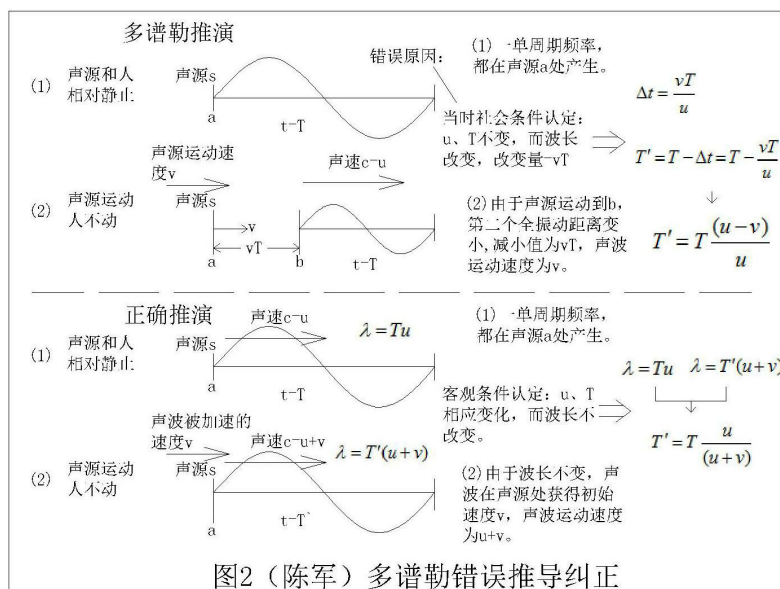 多谱勒推演
(1) 声源和人
相对静止
声源s
a
t-T
错误原因:
(1) 一单周期频率,
都在声源a处产生。
当时社会条件认定:
u、T不变, 而波长
改变, 改变量-vT
Δt = vT/u
T' = T - Δt = T - vT/u
声源运动速
度v
声速c-u
(2) 声源运动
人不动
声源s
v
vT
a
b
t-T
(2)由于声源运动到b,
第二个全振动距离变
小,减小值为vT, 声波
运动速度为v。
T' = T (u-v)/u
正确推演
(1) 声源和人
相对静止
声源s
声速c-u
λ = Tu
a
t-T
(1) 一单周期频率,
都在声源a处产生。
客观条件认定: u、T
相应变化, 而波长不
改变。
λ = Tu λ = T'(u+v)
T' = T u/(u+v)
声波被加速的
速度v
声速c-u+v
λ = T'(u+v)
(2) 声源运动
人不动
声源s
a
t-T`
(2) 由于波长不变, 声
波在声源处获得初始
速度v, 声波运动速度
为u+v。
图2（陈军）多谱勒错误推导纠正